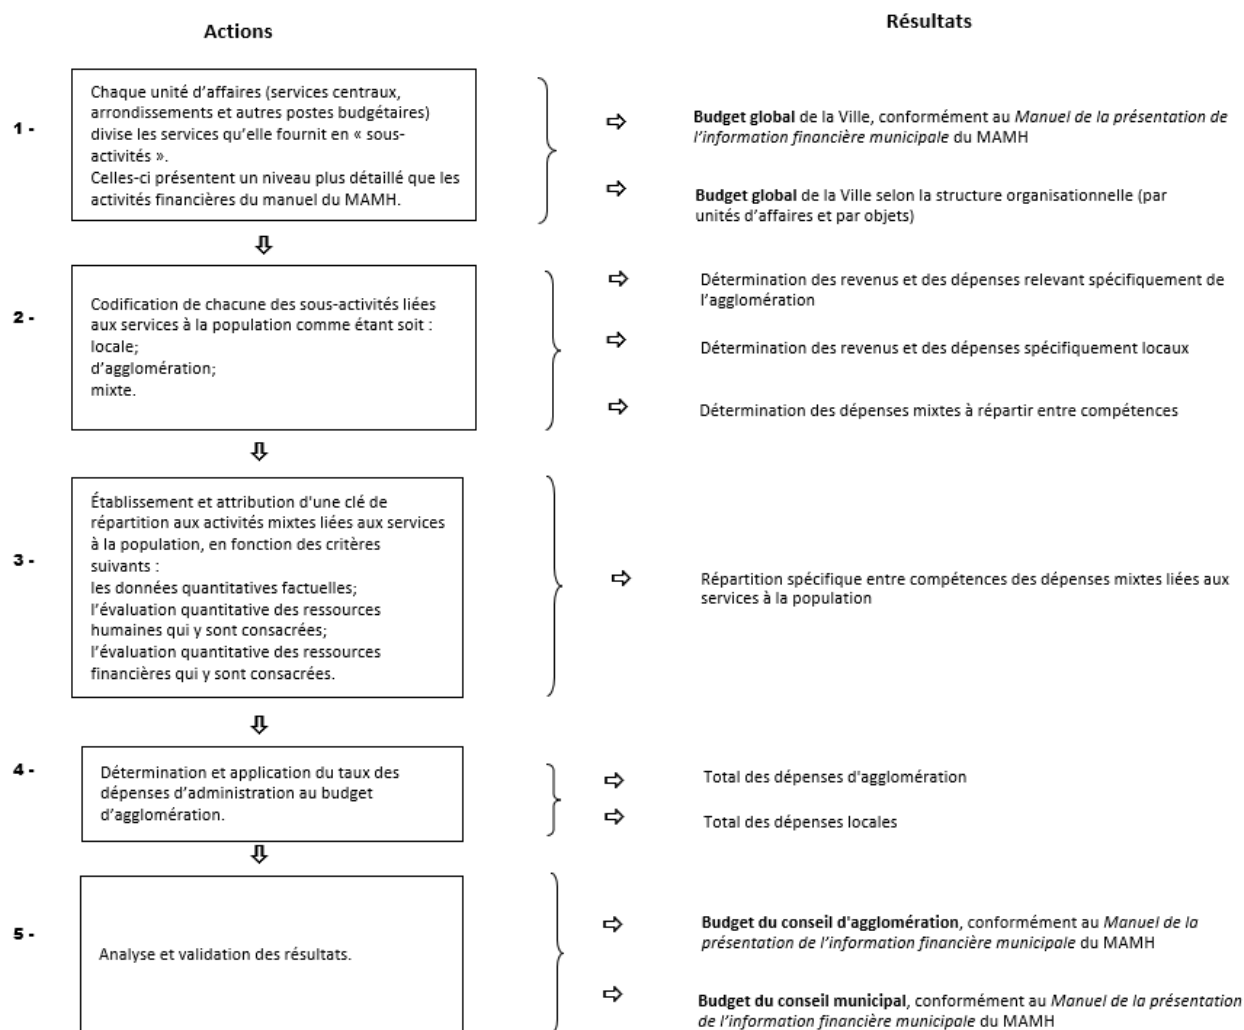 Actions
Résultats
1 -
Chaque unité d’affaires (services centraux,
arrondissements et autres postes budgétaires)
divise les services qu’elle fournit en « sous-
activités ».
Celles-ci présentent un niveau plus détaillé que les
activités financières du manuel du MAMH.
⇨ Budget global de la Ville, conformément au Manuel de la présentation de
l’information financière municipale du MAMH
⇨ Budget global de la Ville selon la structure organisationnelle (par
unités d’affaires et par objets)
2 -
Codification de chacune des sous-activités liées
aux services à la population comme étant soit :
locale;
d’agglomération;
mixte.
⇨ Détermination des revenus et des dépenses relevant spécifiquement de
l’agglomération
⇨ Détermination des revenus et des dépenses spécifiquement locaux
⇨ Détermination des dépenses mixtes à répartir entre compétences
3 -
Établissement et attribution d'une clé de
répartition aux activités mixtes liées aux services
à la population, en fonction des critères
suivants :
les données quantitatives factuelles;
l’évaluation quantitative des ressources
humaines qui y sont consacrées;
l’évaluation quantitative des ressources
financières qui y sont consacrées.
⇨ Répartition spécifique entre compétences des dépenses mixtes liées aux
services à la population
4 -
Détermination et application du taux des
dépenses d’administration au budget
d’agglomération.
⇨ Total des dépenses d'agglomération
⇨ Total des dépenses locales
5 -
Analyse et validation des résultats.
⇨ Budget du conseil d'agglomération, conformément au Manuel de la
présentation de l’information financière municipale du MAMH
⇨ Budget du conseil municipal, conformément au Manuel de la présentation
de l’information financière municipale du MAMH